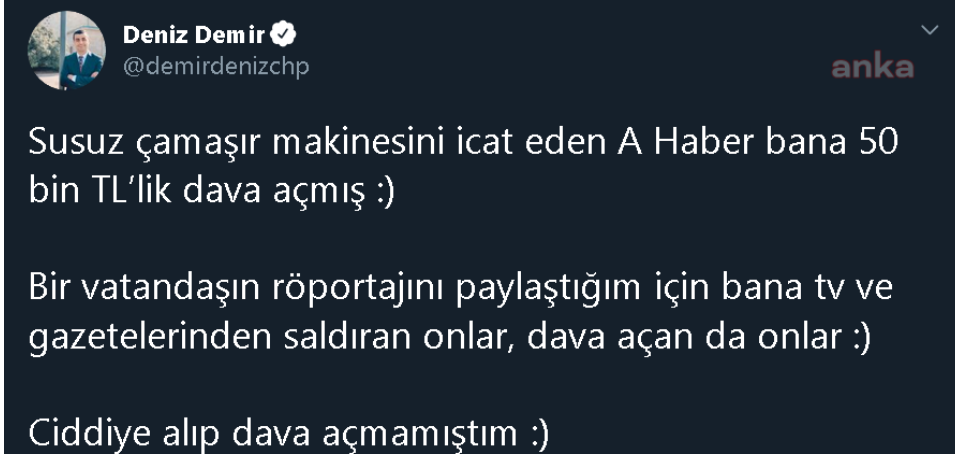 Deniz Demir
@demirdenizchp
anka
Susuz çamaşır makinesini icat eden A Haber bana 50
bin TL'lik dava açmış :)
Bir vatandaşın röportajını paylaştığım için bana tv ve
gazetelerinden saldıran onlar, dava açan da onlar :)
Ciddiye alıp dava açmamıştım :)